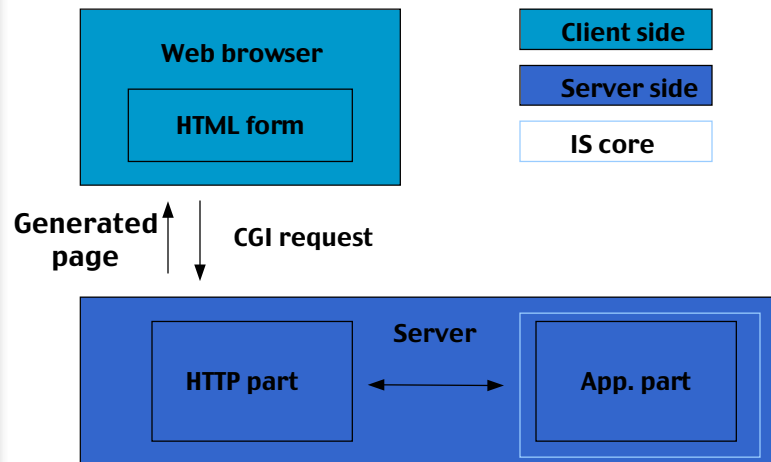 Web browser
HTML form
Client side
Server side
IS core
Generated
page
CGI request
Server
HTTP part
App. part